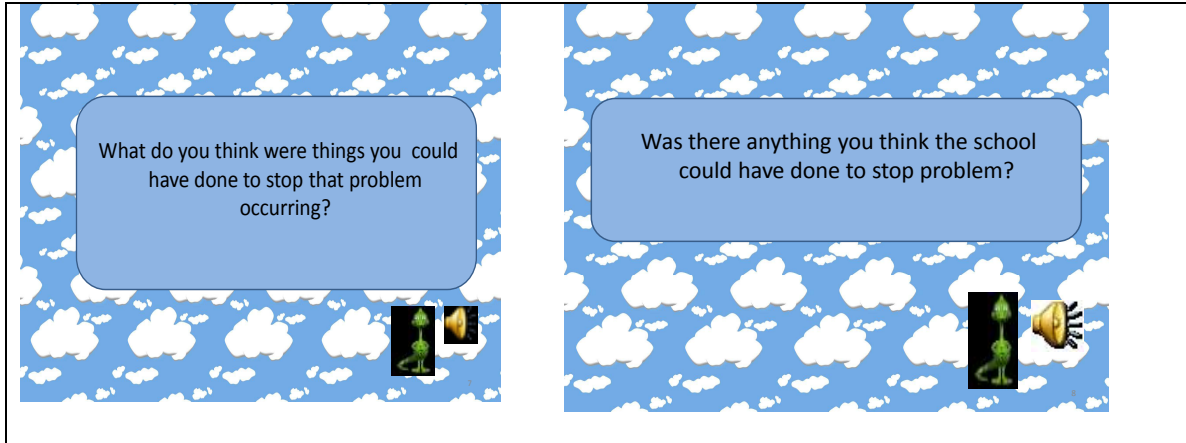 What do you think were things you could
have done to stop that problem
occurring?
7
Was there anything you think the school
could have done to stop problem?